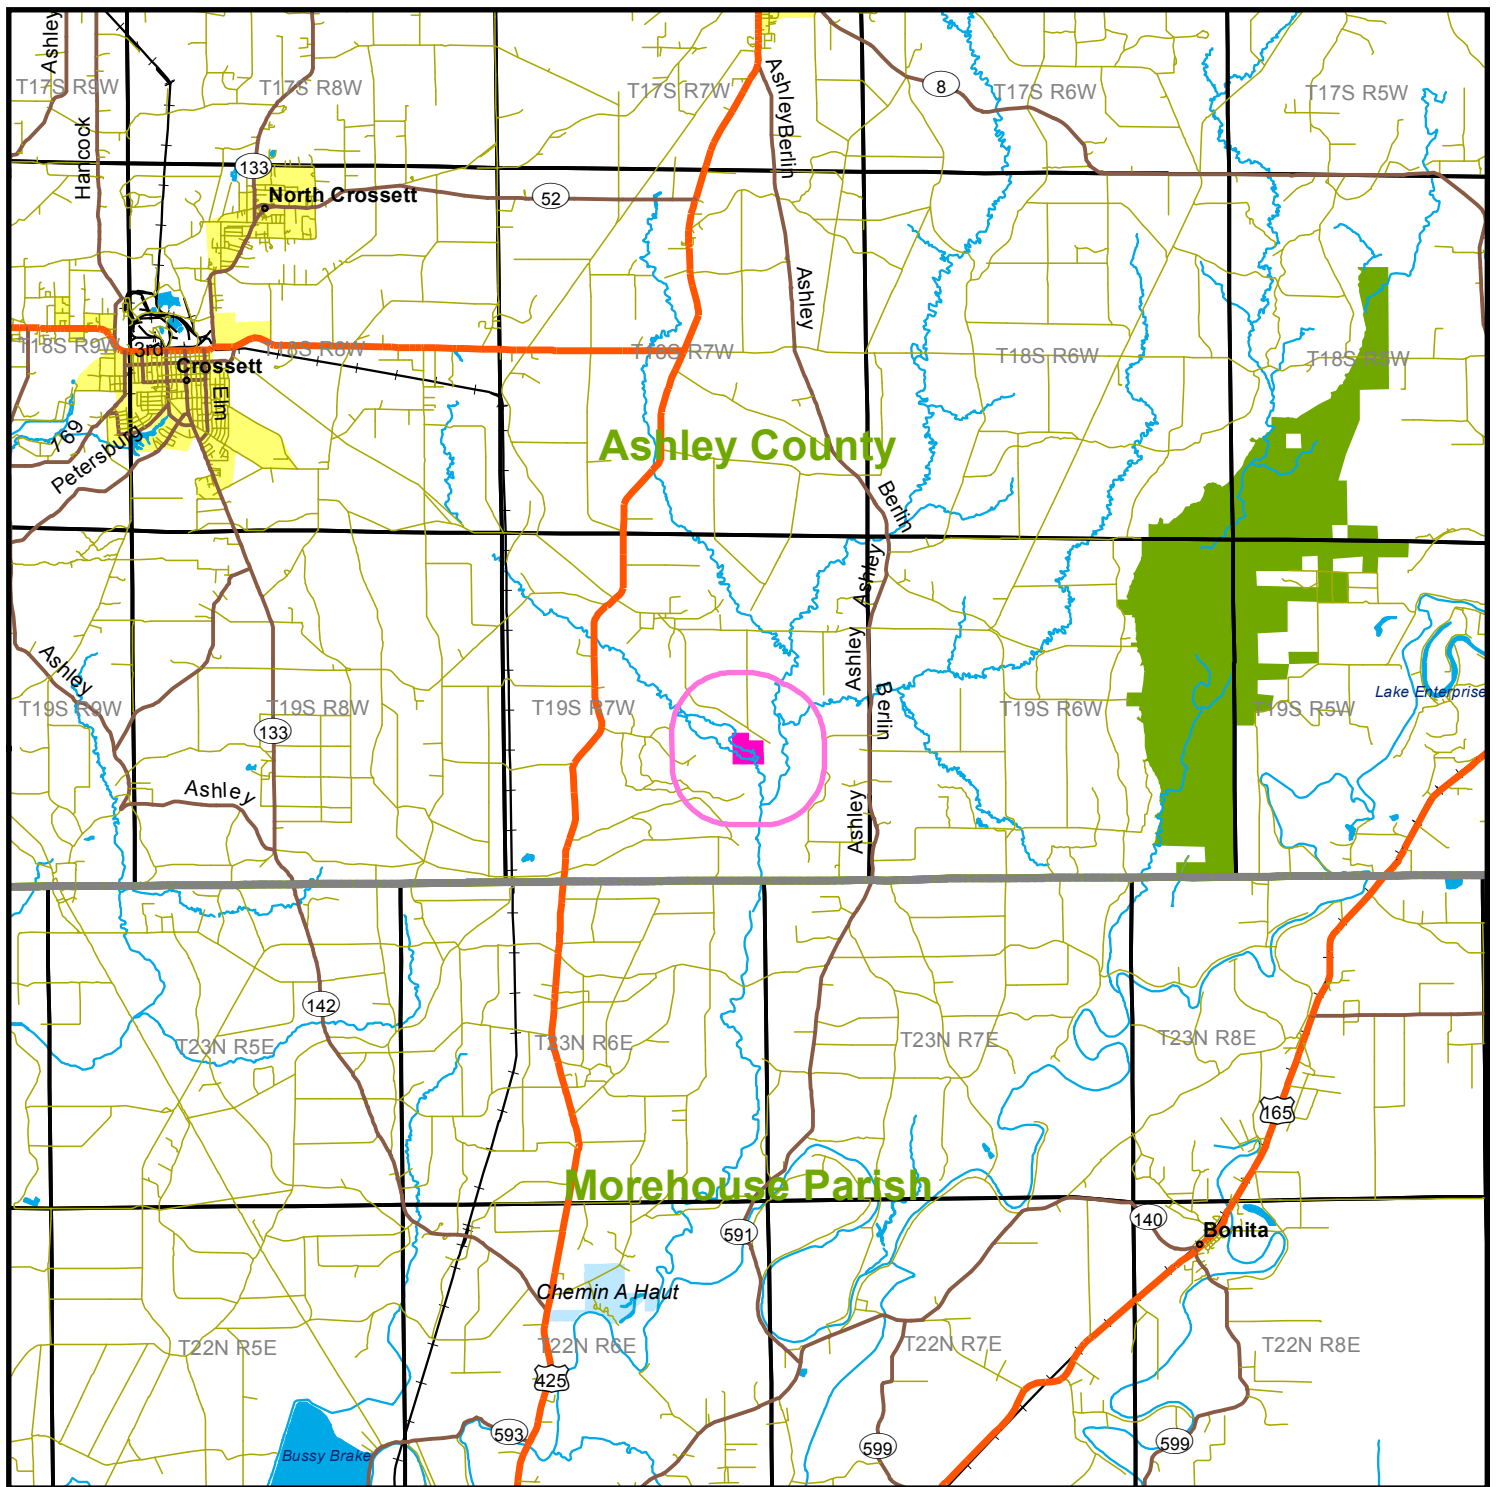 Ashley
AshleyBerlin
8
T17S R9W
T17S R8W
T17S R7W
T17S R6W
T17S R5W
Hancock
133
North Crossett
52
Ashley
T18S R9W
3rd
T18S R8W
T18S R7W
T18S R6W
T18S R5W
Crossett
Elm
169
Petersburg
Ashley County
Berlin
Ashley
Ashley
Ashley
Berlin
Lake Enterprise
T19S R9W
T19S R8W
T19S R7W
T19S R6W
T19S R5W
133
Ashley
Ashley
142
T23N R5E
T23N R6E
T23N R7E
T23N R8E
165
Morehouse Parish
591
140
Bonita
Chemin A Haut
T22N R5E
T22N R6E
T22N R7E
T22N R8E
425
593
599
599
Bussy Brake